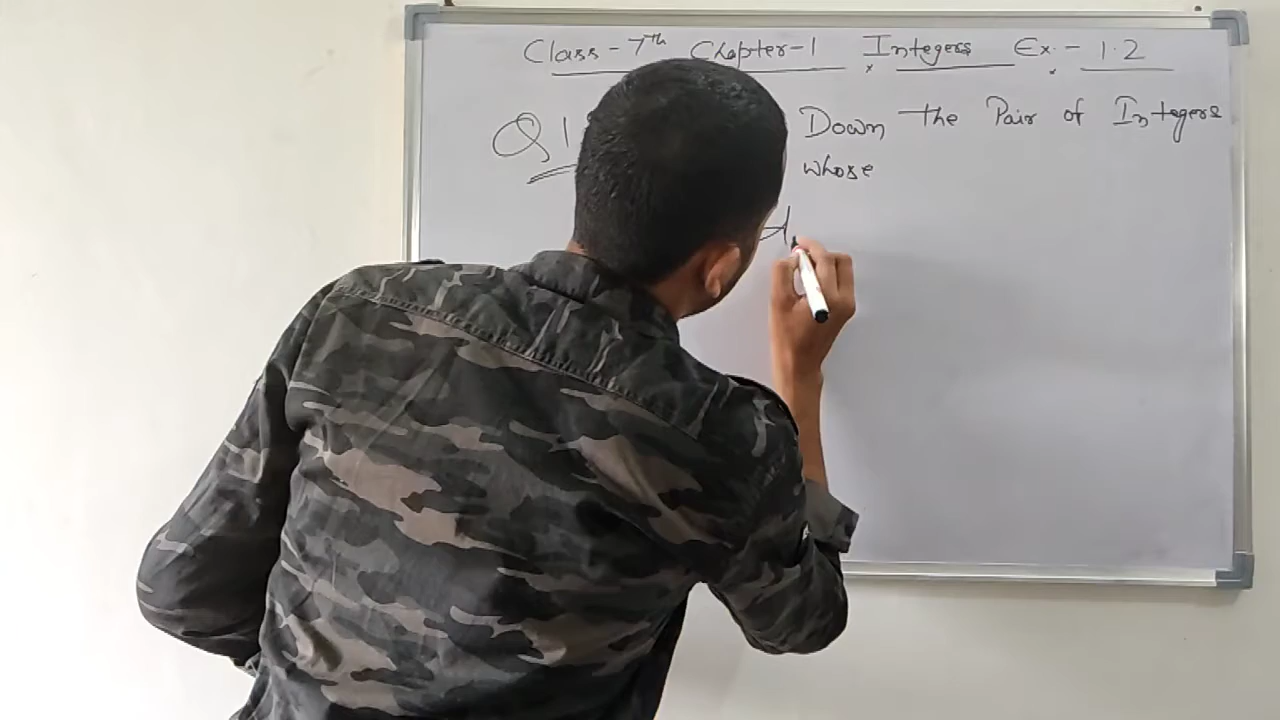 Class - 7th Chapter - 1 Integers Ex. - 1.2
Q1 Down the Pair of Integers
whose